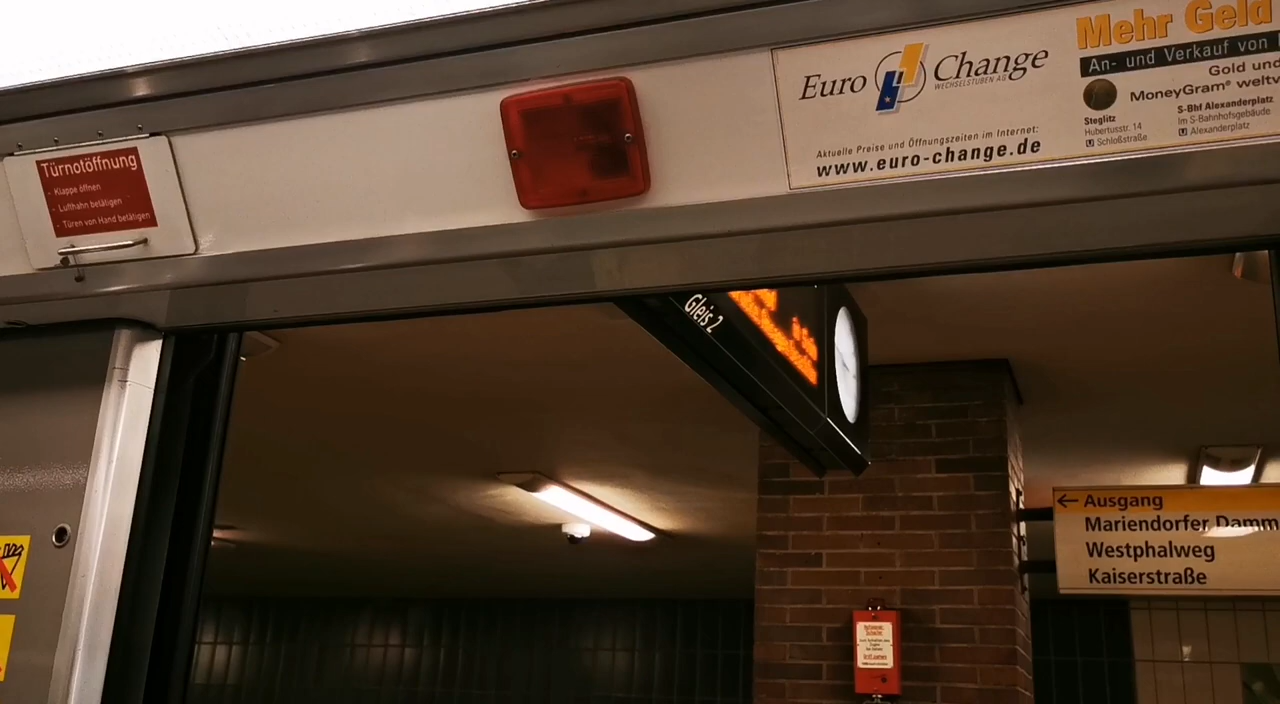 Türnotöffnung
- Klappe öffnen
- Lufthahn betätigen
- Türen von Hand betätigen
Euro Change
WECHSELSTUBEN AG
Aktuelle Preise und Öffnungszeiten im Internet:
www.euro-change.de
Mehr Geld
An- und Verkauf von
Gold und
MoneyGram® weltw
Steglitz
Hubertusstr. 14
U Schloßstraße
S-Bhf Alexanderplatz
Im S-Bahnhofsgebäude
U Alexanderplatz
Gleis 2
← Ausgang
Mariendorfer Damm
Westphalweg
Kaiserstraße